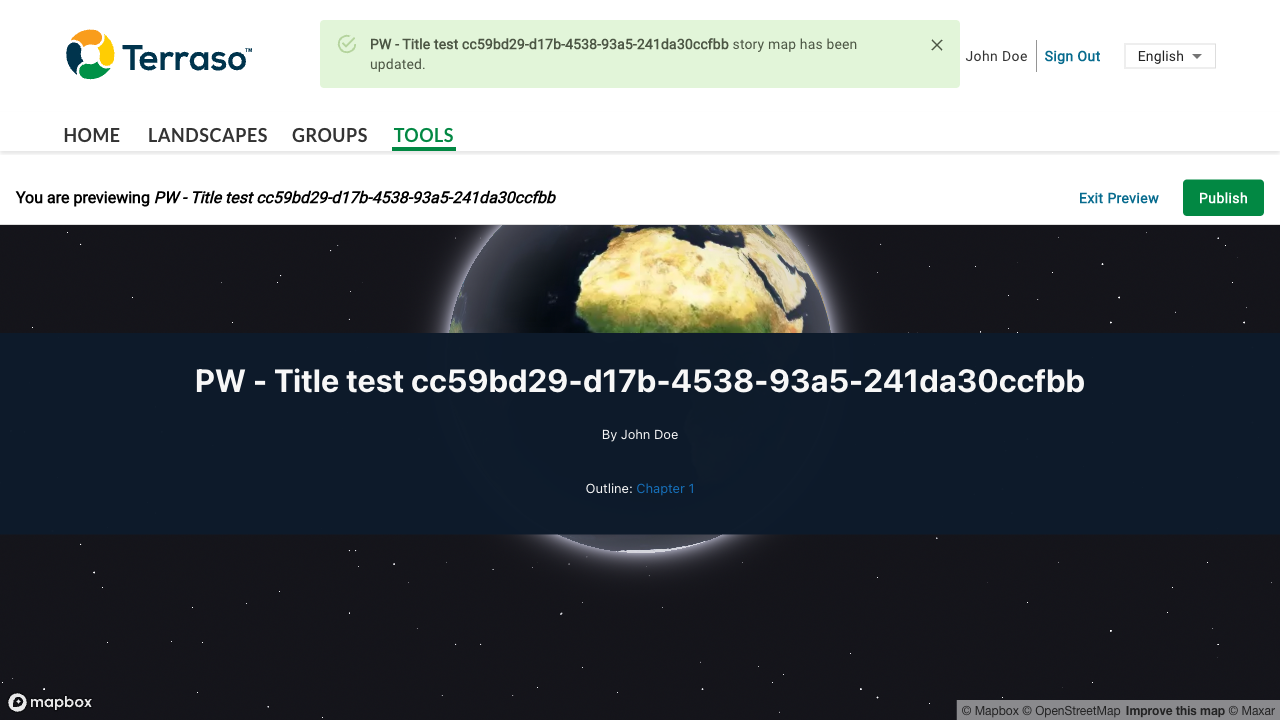 Terraso™
PW - Title test cc59bd29-d17b-4538-93a5-241da30ccfbb story map has been
updated.
John Doe
Sign Out
English
HOME
LANDSCAPES
GROUPS
TOOLS
You are previewing PW - Title test cc59bd29-d17b-4538-93a5-241da30ccfbb
Exit Preview
Publish
PW - Title test cc59bd29-d17b-4538-93a5-241da30ccfbb
By John Doe
Outline: Chapter 1
mapbox
© Mapbox © OpenStreetMap Improve this map © Maxar